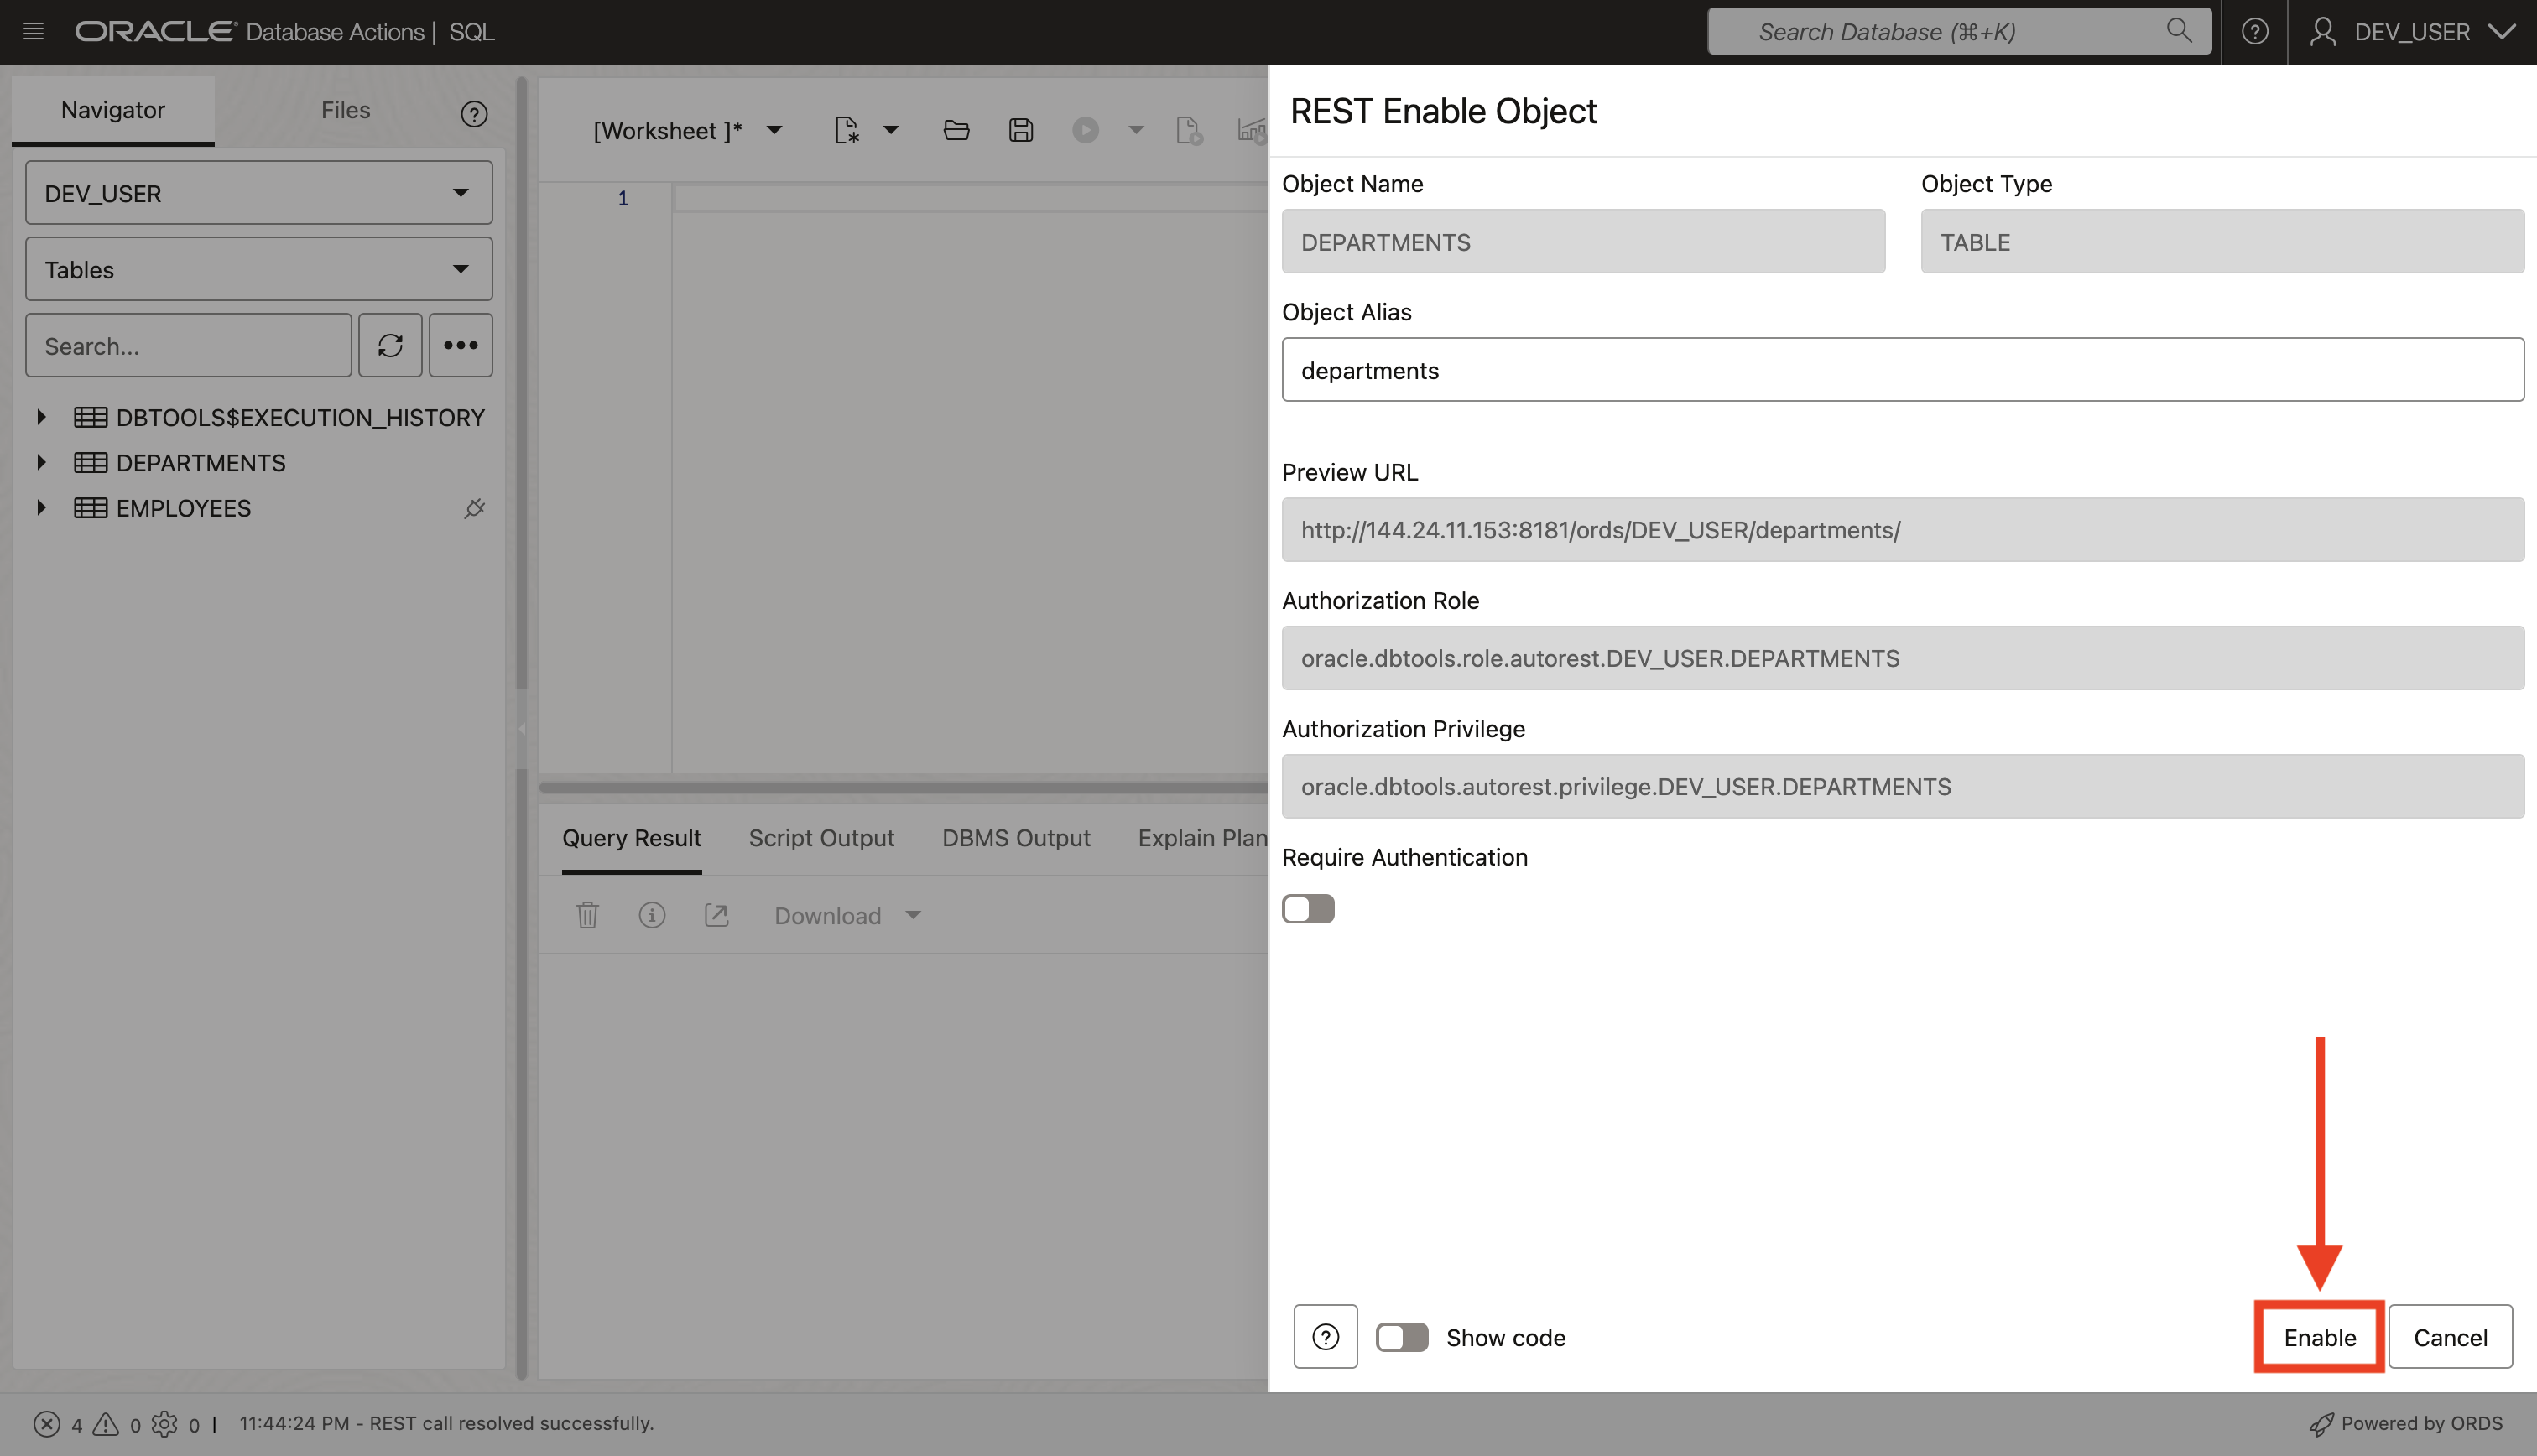 ORACLE Database Actions | SQL
Search Database (⌘+K)
DEV_USER
Navigator
Files
DEV_USER
Tables
Search...
DBTOOLS$EXECUTION_HISTORY
DEPARTMENTS
EMPLOYEES
[Worksheet ]*
1
Query Result
Script Output
DBMS Output
Explain Plan
Download
REST Enable Object
Object Name
Object Type
DEPARTMENTS
TABLE
Object Alias
departments
Preview URL
http://144.24.11.153:8181/ords/DEV_USER/departments/
Authorization Role
oracle.dbtools.role.autorest.DEV_USER.DEPARTMENTS
Authorization Privilege
oracle.dbtools.autorest.privilege.DEV_USER.DEPARTMENTS
Require Authentication
Show code
Enable
Cancel
4 0 0 | 11:44:24 PM - REST call resolved successfully.
Powered by ORDS